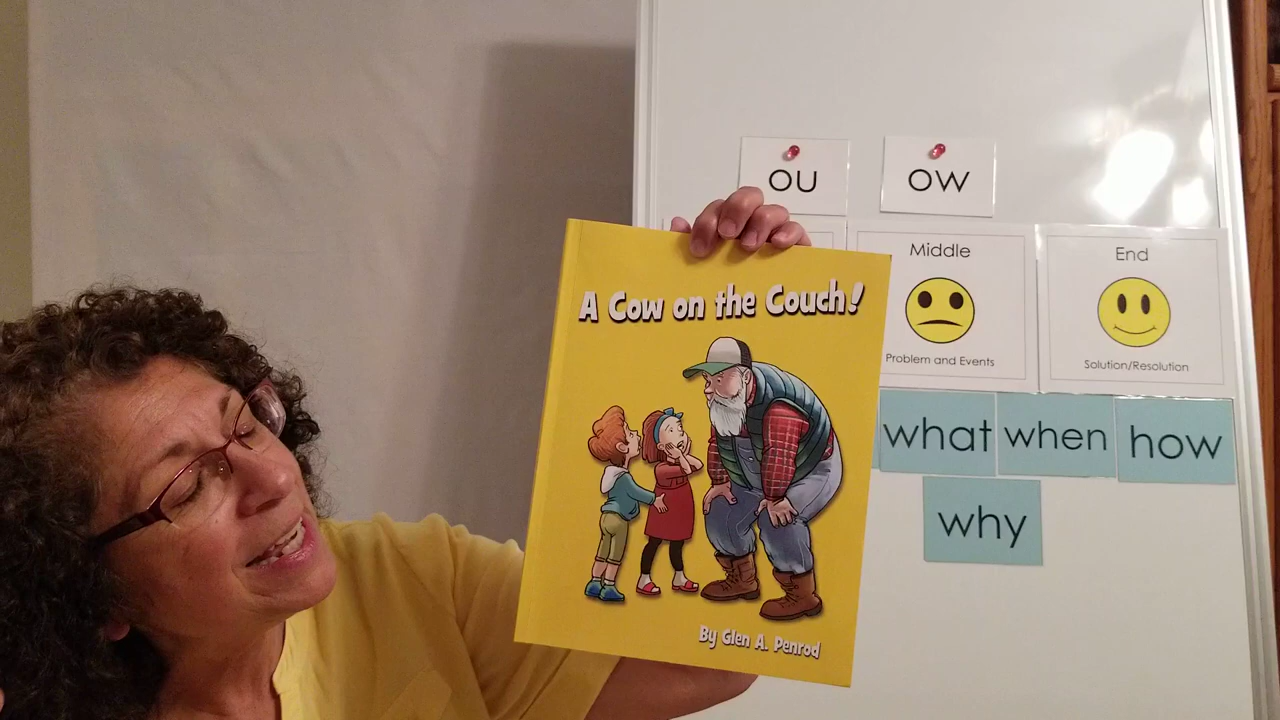 ou
ow
Middle
Problem and Events
End
Solution/Resolution
what
when
how
why
A Cow on the Couch!
By Glen A. Penrod